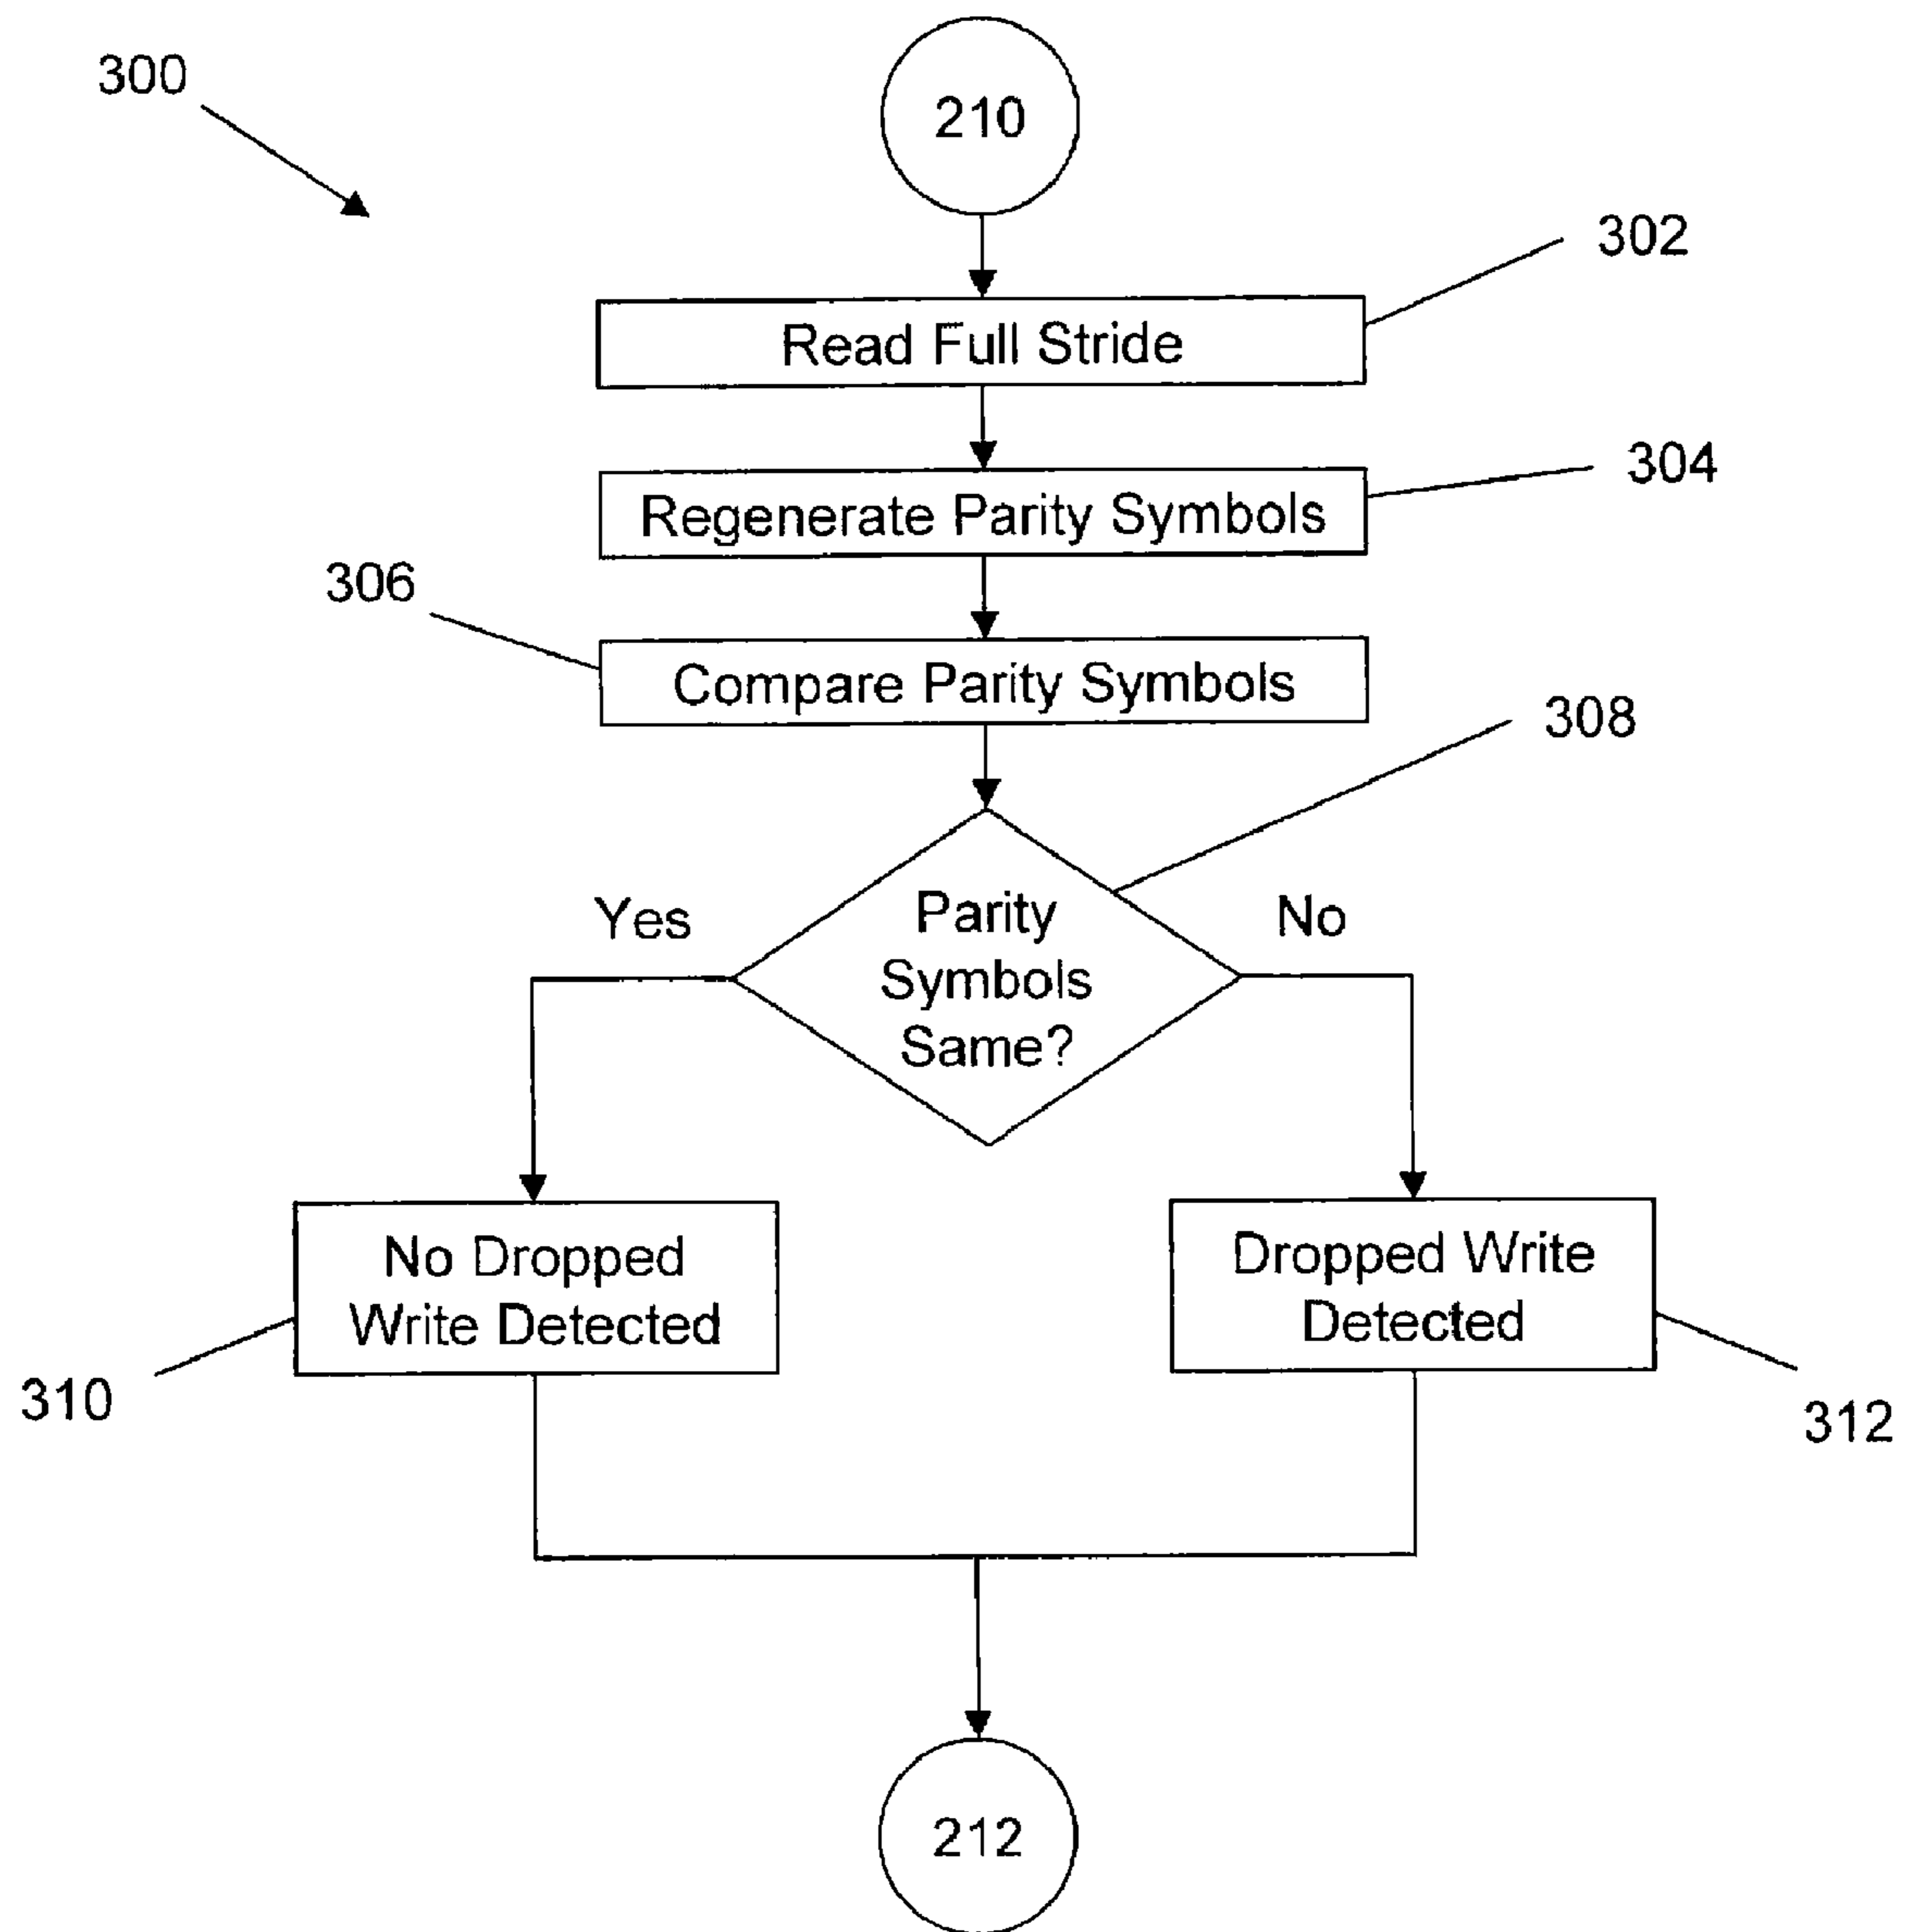 300
210
302
Read Full Stride
304
Regenerate Parity Symbols
306
Compare Parity Symbols
308
Yes
Parity
Symbols
Same?
No
No Dropped
Write Detected
Dropped Write
Detected
310
312
212